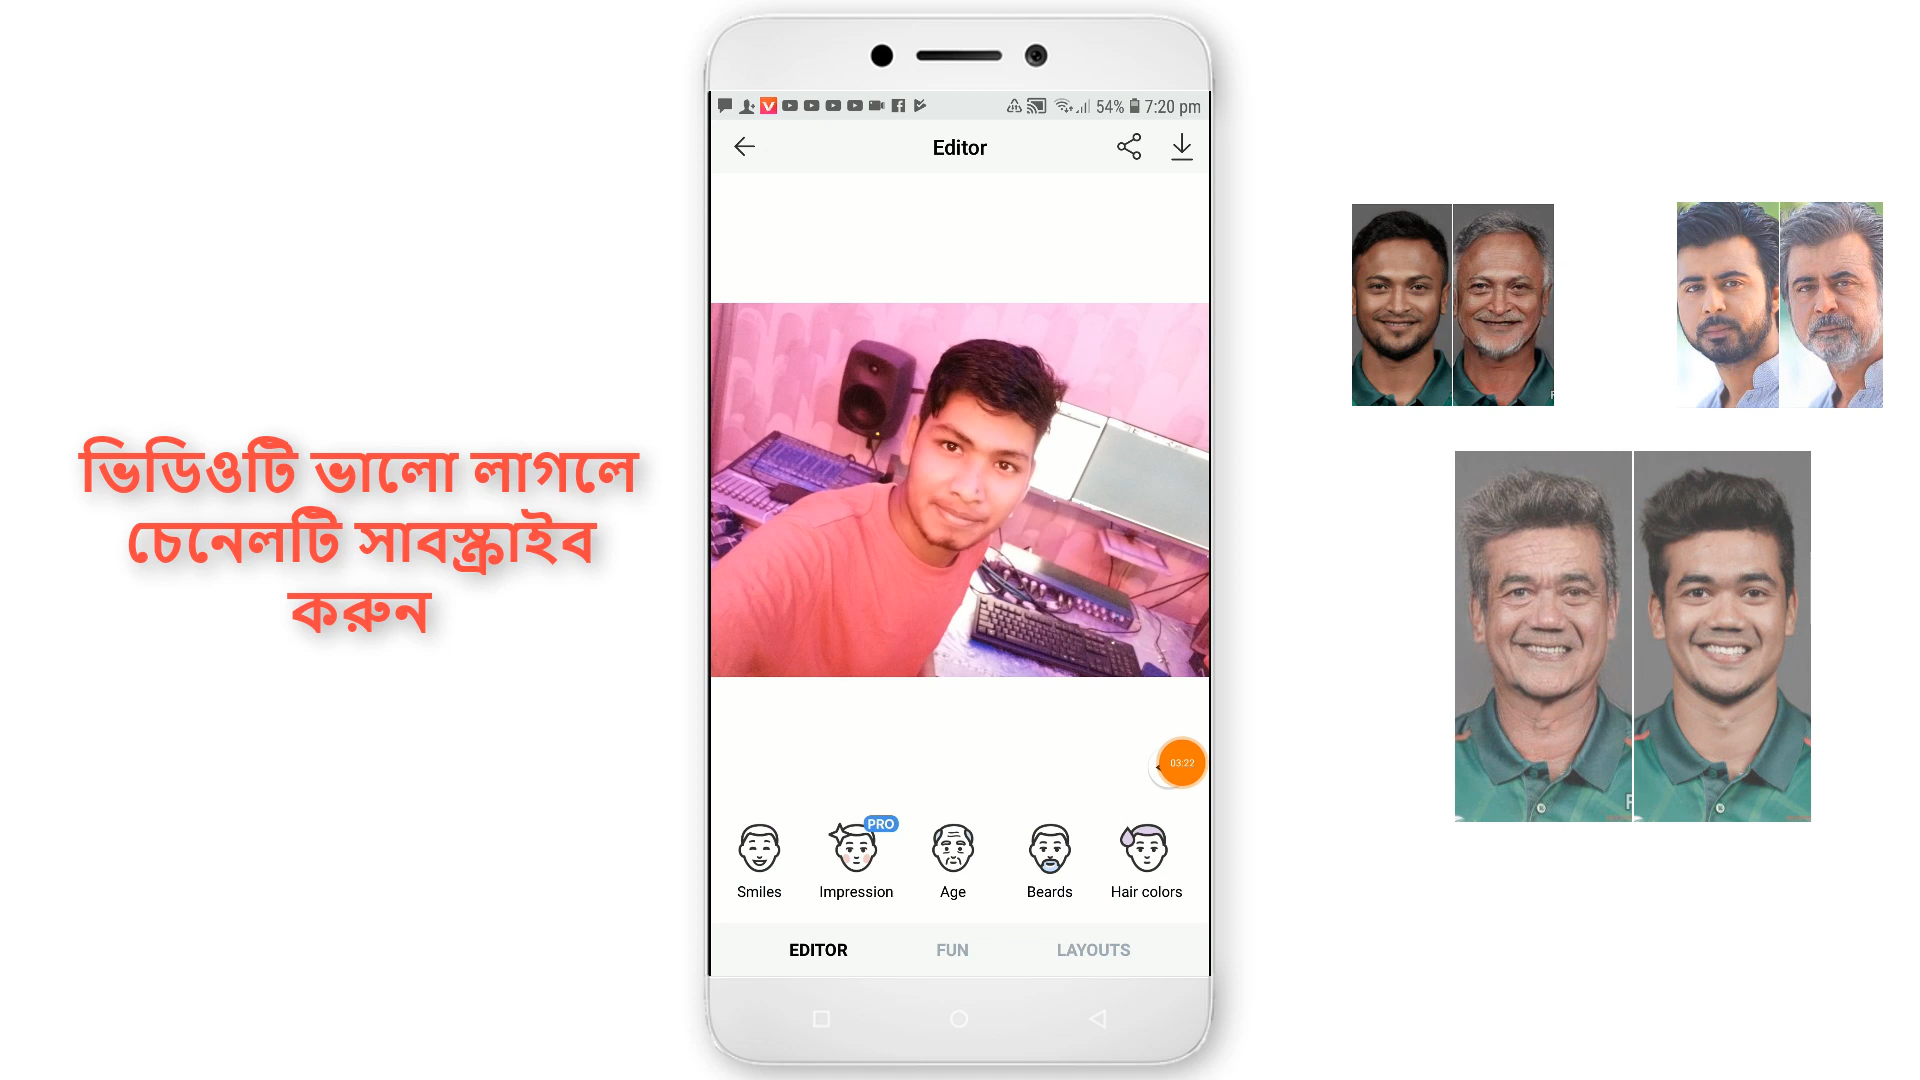 54% 7:20 pm
Editor
ভিডিওটি ভালো লাগলে
চেনেলটি সাবস্ক্রাইব
করুন
03:22
PRO
Smiles Impression Age Beards Hair colors
EDITOR FUN LAYOUTS